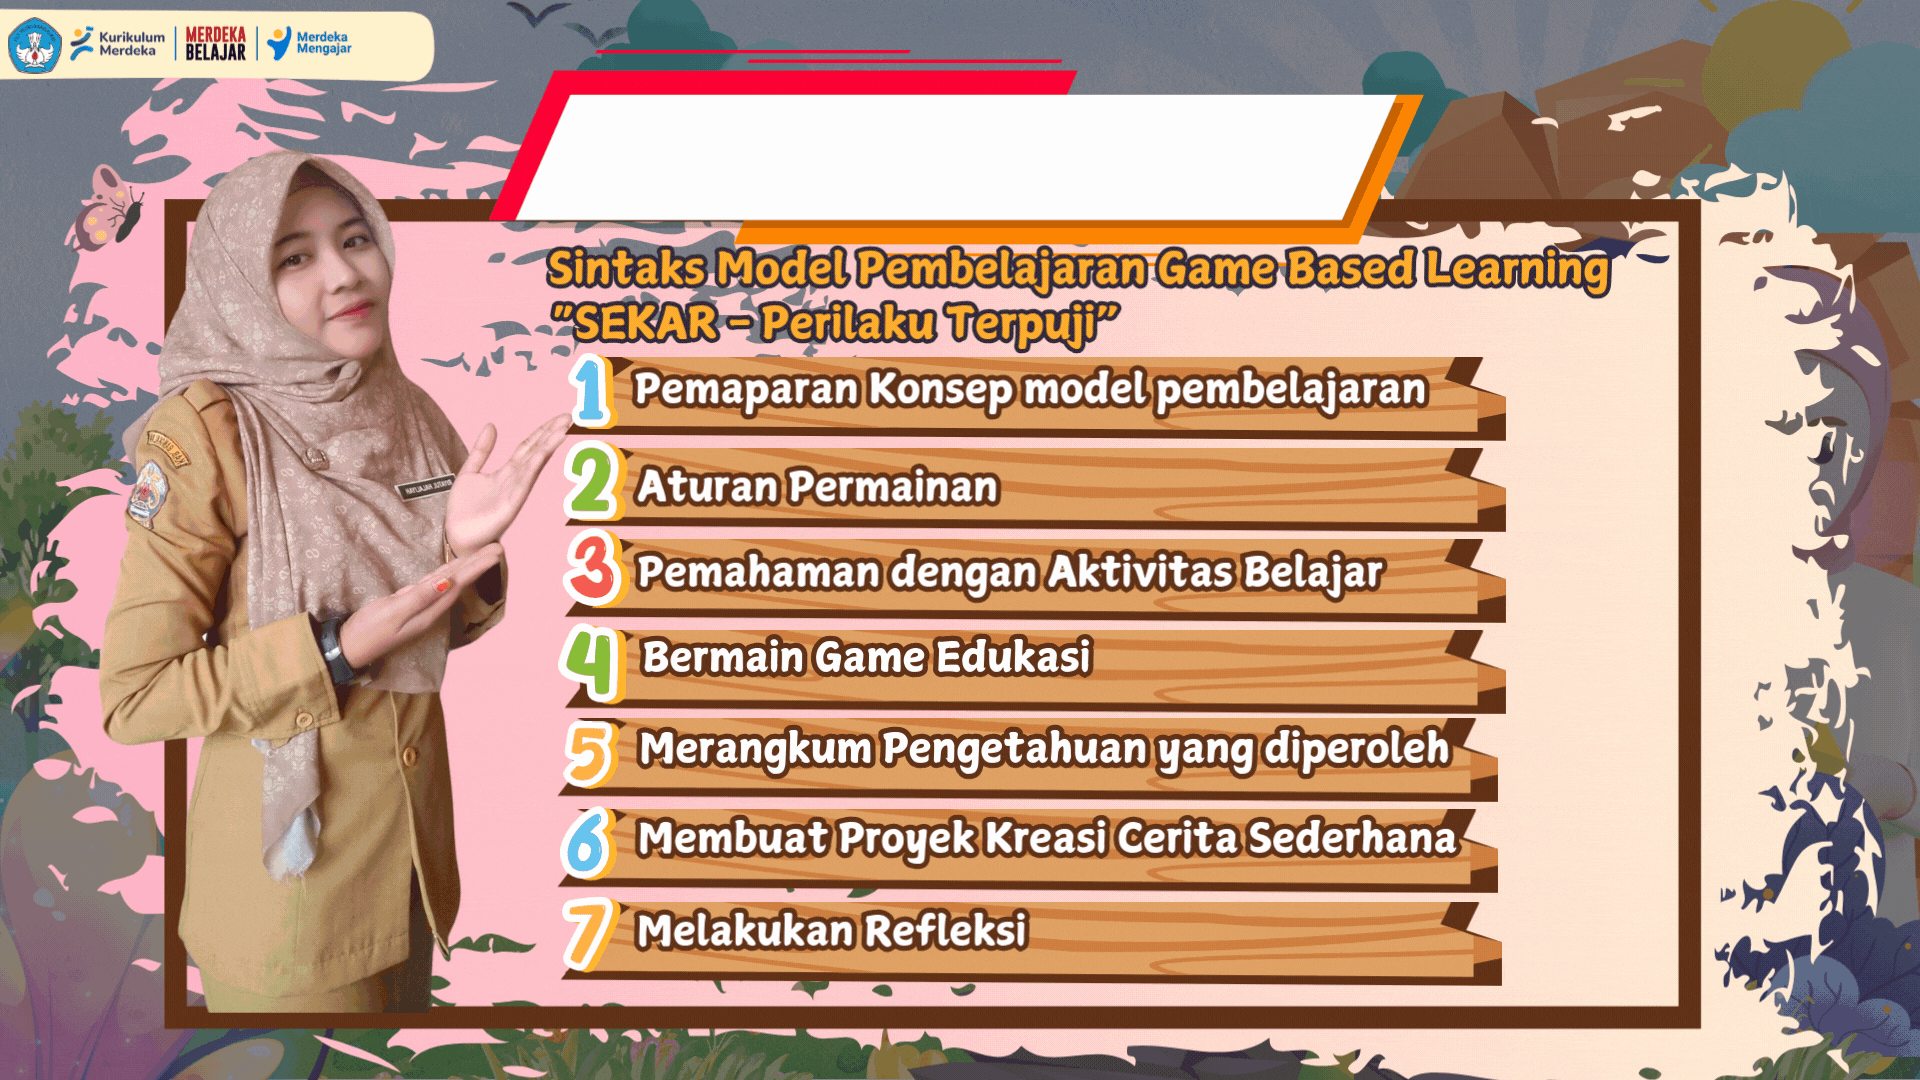 Kurikulum
Merdeka
MERDEKA
BELAJAR
Merdeka
Mengajar
Sintaks Model Pembelajaran Game Based Learning
"SEKAR - Perilaku Terpuji"
1 Pemaparan Konsep model pembelajaran
2 Aturan Permainan
3 Pemahaman dengan Aktivitas Belajar
4 Bermain Game Edukasi
5 Merangkum Pengetahuan yang diperoleh
6 Membuat Proyek Kreasi Cerita Sederhana
7 Melakukan Refleksi